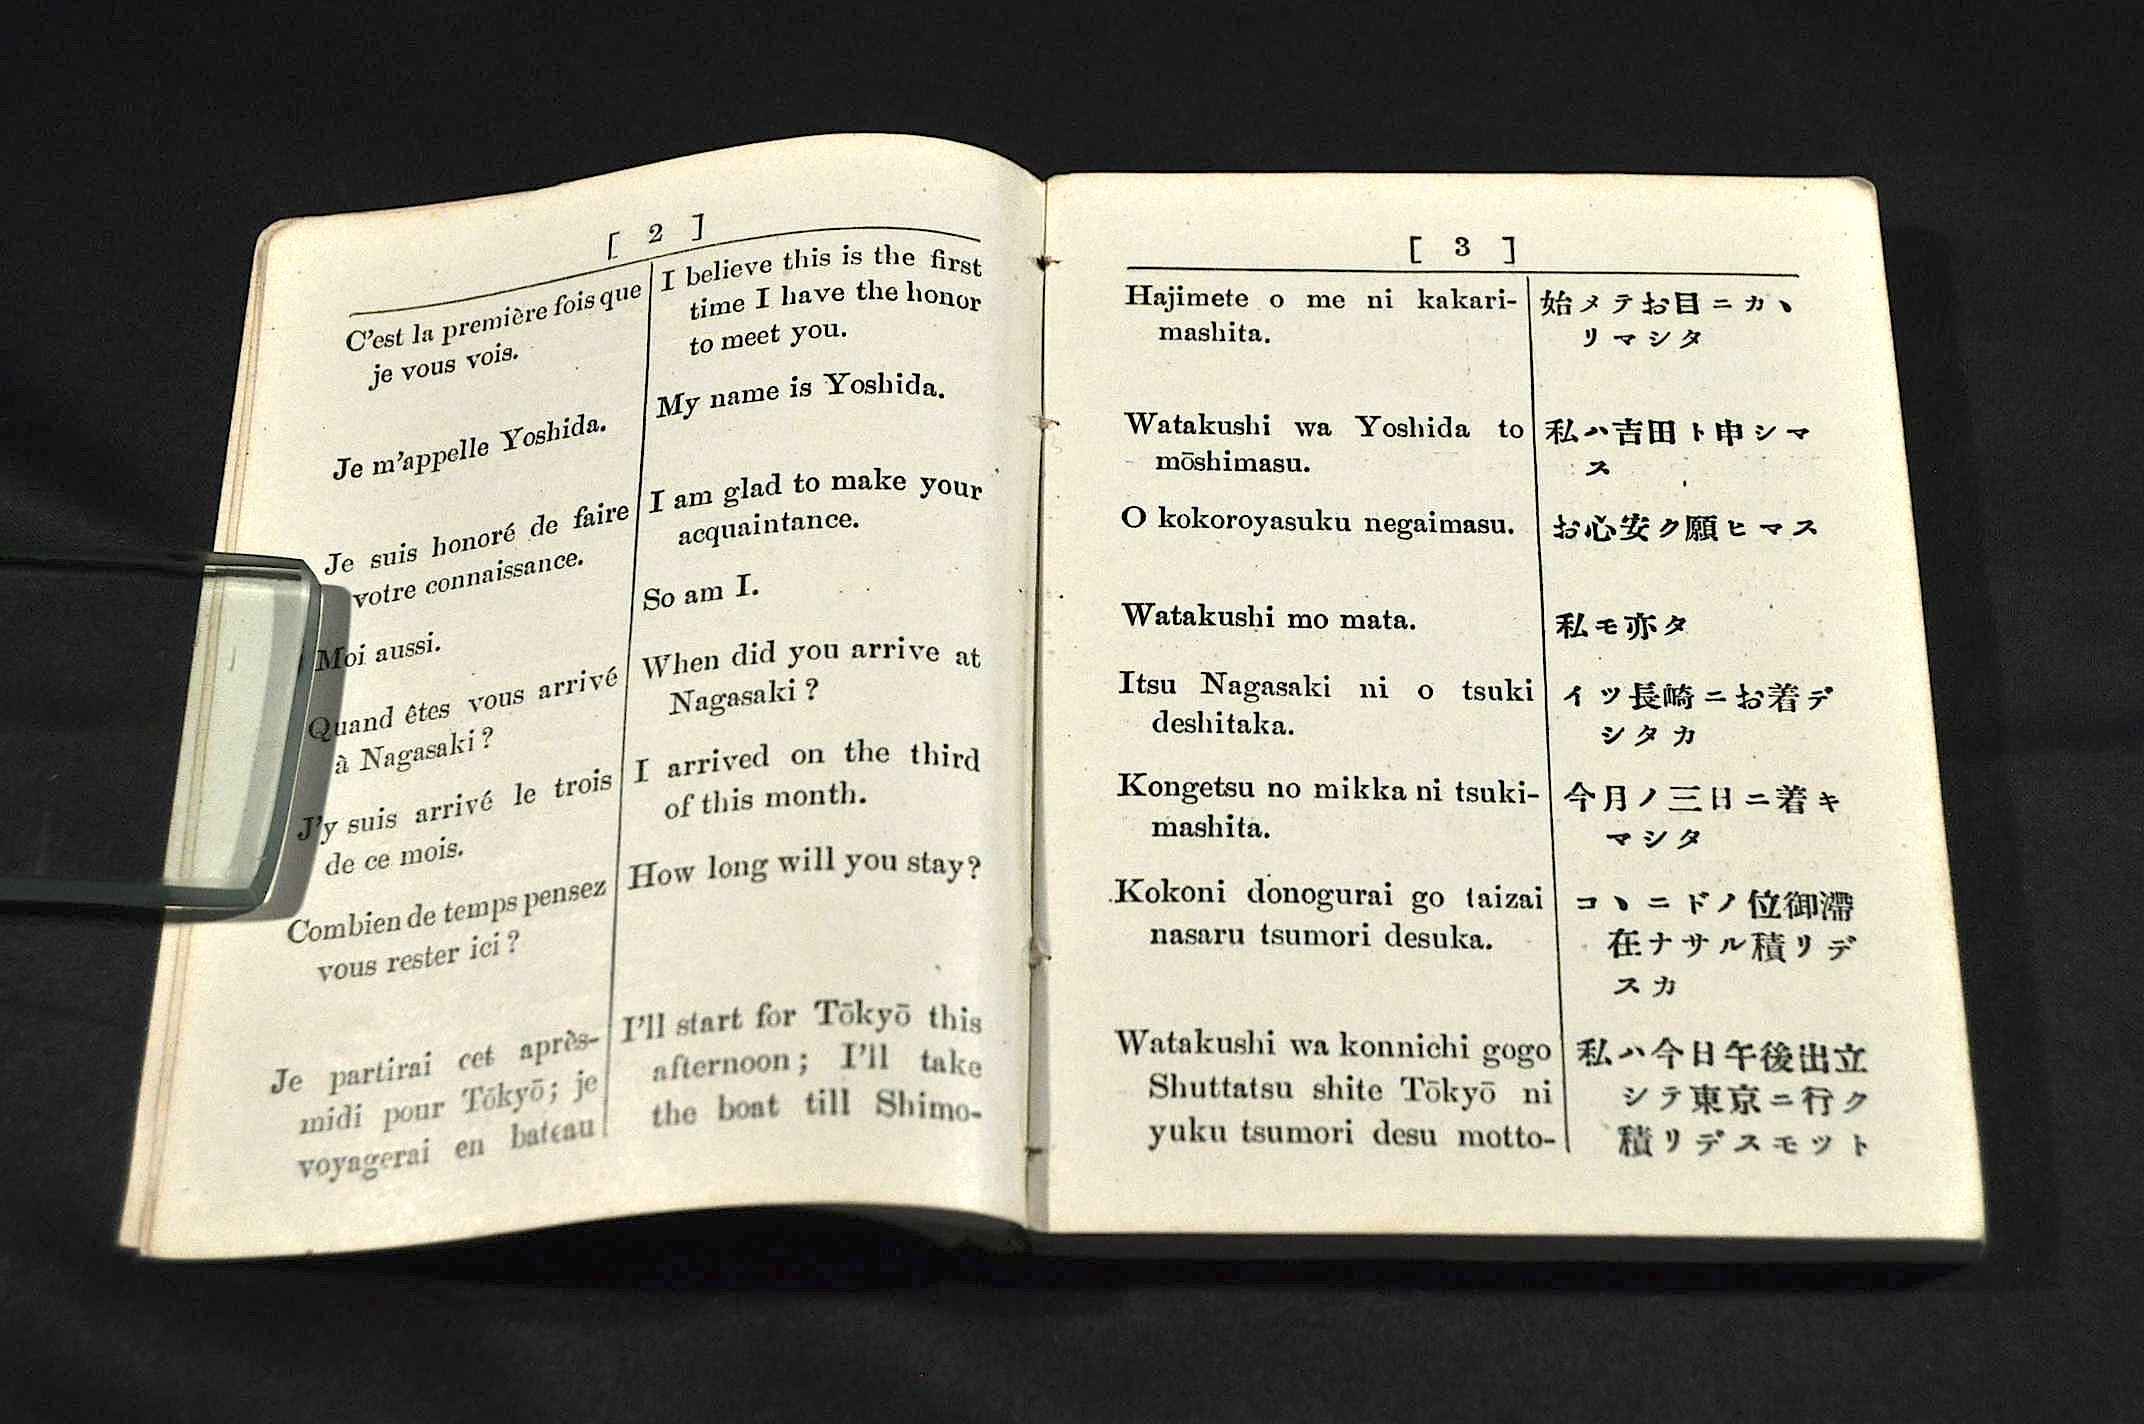 [ 2 ]
C'est la première fois que
je vous vois.
Je m'appelle Yoshida.
Je suis honoré de faire
votre connaissance.
Moi aussi.
Quand êtes vous arrivé
à Nagasaki ?
J'y suis arrivé le trois
de ce mois.
Combien de temps pensez
vous rester ici ?
Je partirai cet après-
midi pour Tōkyō ; je
voyagerai en bateau
I believe this is the first
time I have the honor
to meet you.
My name is Yoshida.
I am glad to make your
acquaintance.
So am I.
When did you arrive at
Nagasaki ?
I arrived on the third
of this month.
How long will you stay?
I'll start for Tōkyō this
afternoon ; I'll take
the boat till Shimo-
[ 3 ]
Hajimete o me ni kakari-
mashita.
Watakushi wa Yoshida to
mōshimasu.
O kokoroyasuku negaimasu.
Watakushi mo mata.
Itsu Nagasaki ni o tsuki
deshitaka.
Kongetsu no mikka ni tsuki-
mashita.
Kokoni donogurai go taizai
nasaru tsumori desuka.
Watakushi wa konnichi gogo
Shuttatsu shite Tōkyō ni
yuku tsumori desu motto-
始メテお目ニカヽ
リマシタ
私ハ吉田ト申シマ
ス
お心安ク願ヒマス
私モ亦タ
イツ長崎ニお着デ
シタカ
今月ノ三日ニ着キ
マシタ
コヽニドノ位御滯
在ナサル積リデ
スカ
私ハ今日午後出立
シテ東京ニ行ク
積リデスモツト